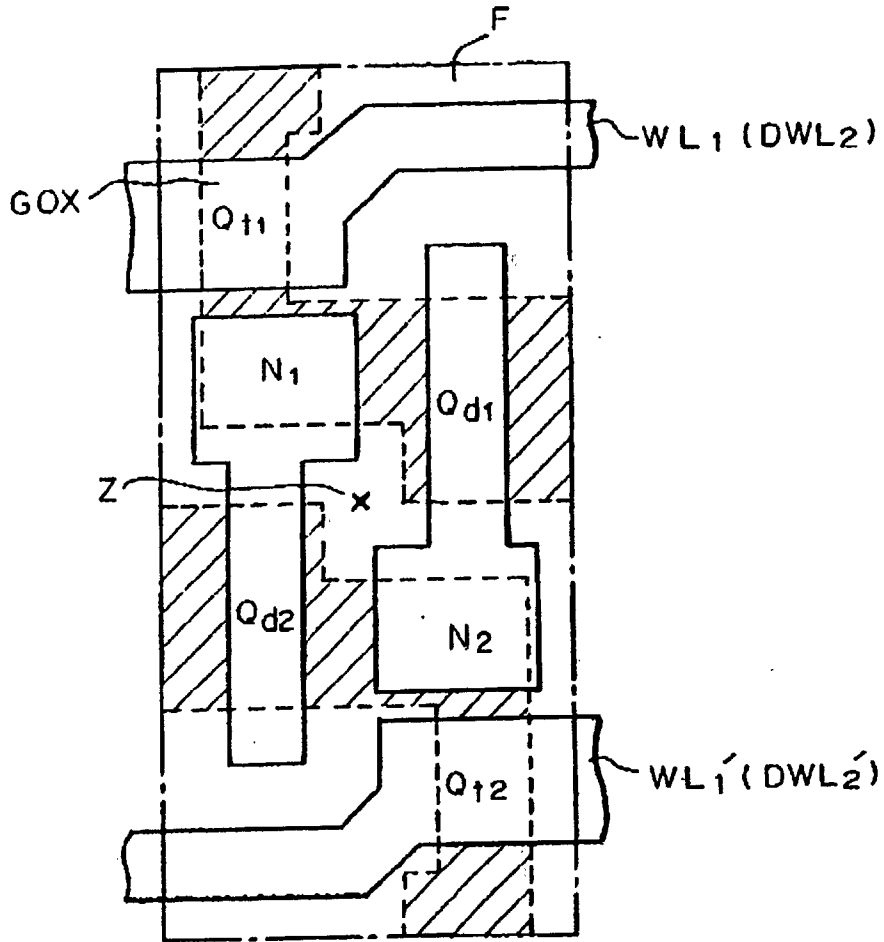 F
WL1 (DWL2)
GOX
Qt1
N1
Qd1
Z
Qd2
N2
Qt2
WL1′(DWL2′)